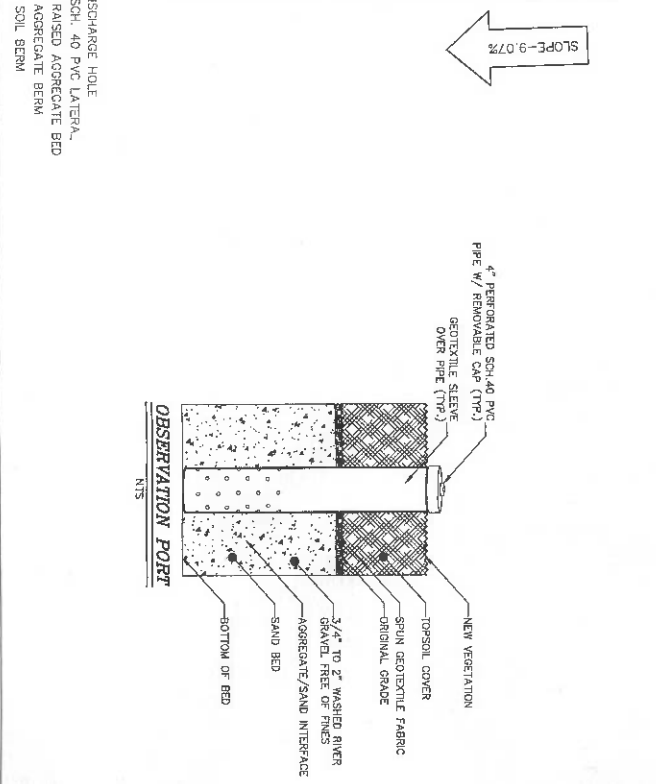 SLOPE-9.07%
4" PERFORATED SCH.40 PVC
PIPE W/ REMOVABLE CAP (TYP.)
GEOTEXTILE SLEEVE
OVER PIPE (TYP.)
NEW VEGETATION
TOPSOIL COVER
SPUN GEOTEXTILE FABRIC
ORIGINAL GRADE
3/4" TO 2" WASHED RIVER
GRAVEL FREE OF FINES
AGGREGATE/SAND INTERFACE
SAND BED
BOTTOM OF BED
OBSERVATION PORT
NTS
ISCHARGE HOLE
SCH. 40 PVC LATERAL
RAISED AGGREGATE BED
AGGREGATE BERM
SOIL BERM